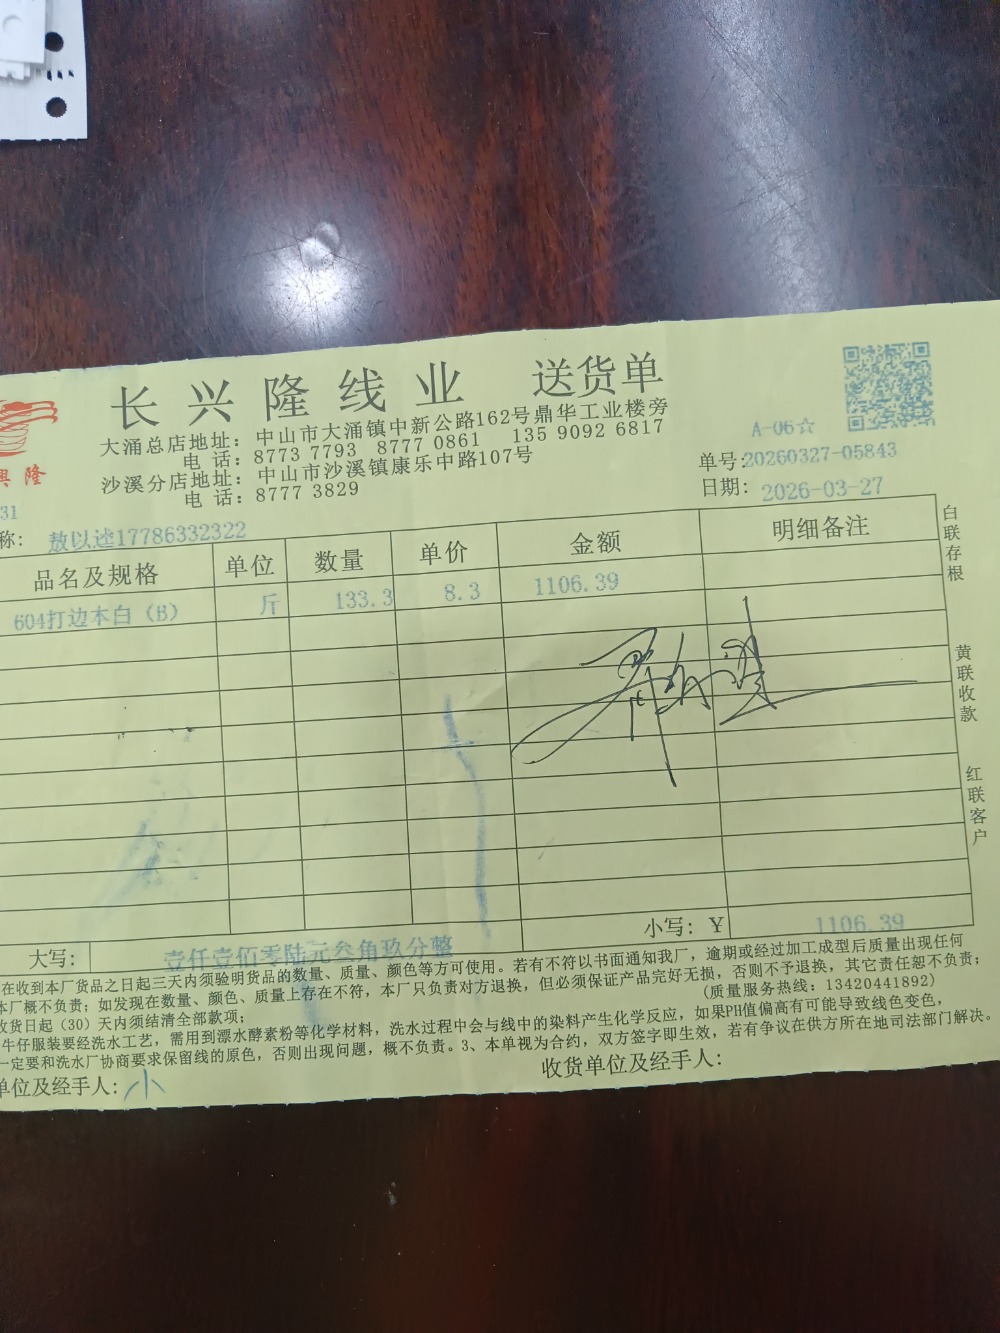 长兴隆线业 送货单
大涌总店地址：中山市大涌镇中新公路162号鼎华工业楼旁
电 话：8773 7793 8777 0861 135 9092 6817
沙溪分店地址：中山市沙溪镇康乐中路107号
电 话：8777 3829
興隆
A-06☆
单号:20260327-05843
日期: 2026-03-27
31
称: 敖以述17786332322
品名及规格 单位 数量 单价 金额 明细备注
604打边本白（B） 斤 133.3 8.3 1106.39
白联存根
黄联收款
红联客户
小写: ¥ 1106.39
大写: 壹仟壹佰零陆元叁角玖分整
在收到本厂货品之日起三天内须验明货品的数量、质量、颜色等方可使用。若有不符以书面通知我厂，逾期或经过加工成型后质量出现任何
本厂概不负责；如发现在数量、颜色、质量上存在不符，本厂只负责对方退换，但必须保证产品完好无损，否则不予退换，其它责任恕不负责；
收货日起（30）天内须结清全部款项； (质量服务热线：13420441892)
牛仔服装要经洗水工艺，需用到漂水酵素粉等化学材料，洗水过程中会与线中的染料产生化学反应，如果PH值偏高有可能导致线色变色，
一定要和洗水厂协商要求保留线的原色，否则出现问题，概不负责。3、本单视为合约，双方签字即生效，若有争议在供方所在地司法部门解决。
单位及经手人: 小
收货单位及经手人: